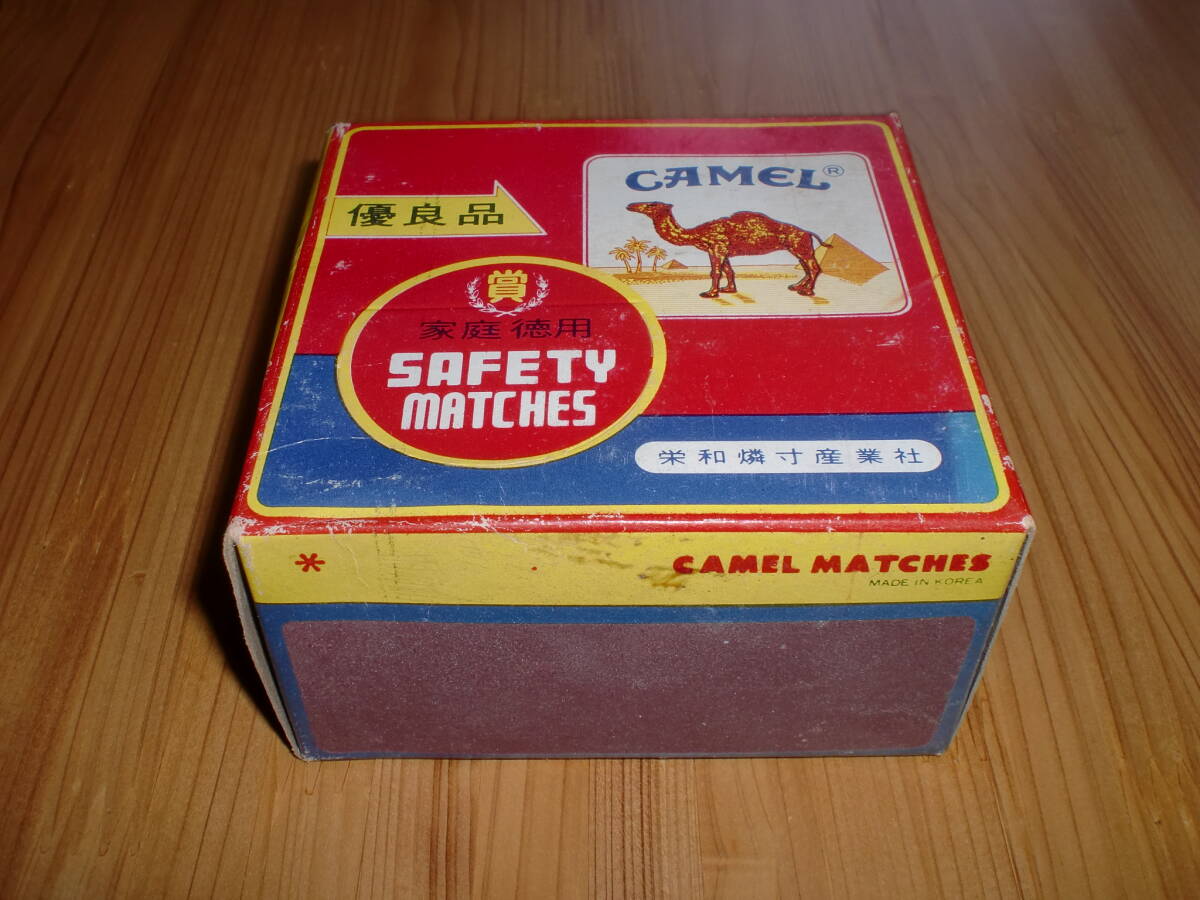 CAMEL®
優良品
賞
家庭 徳用
SAFETY
MATCHES
栄和燐寸産業社
*
CAMEL MATCHES
MADE IN KOREA